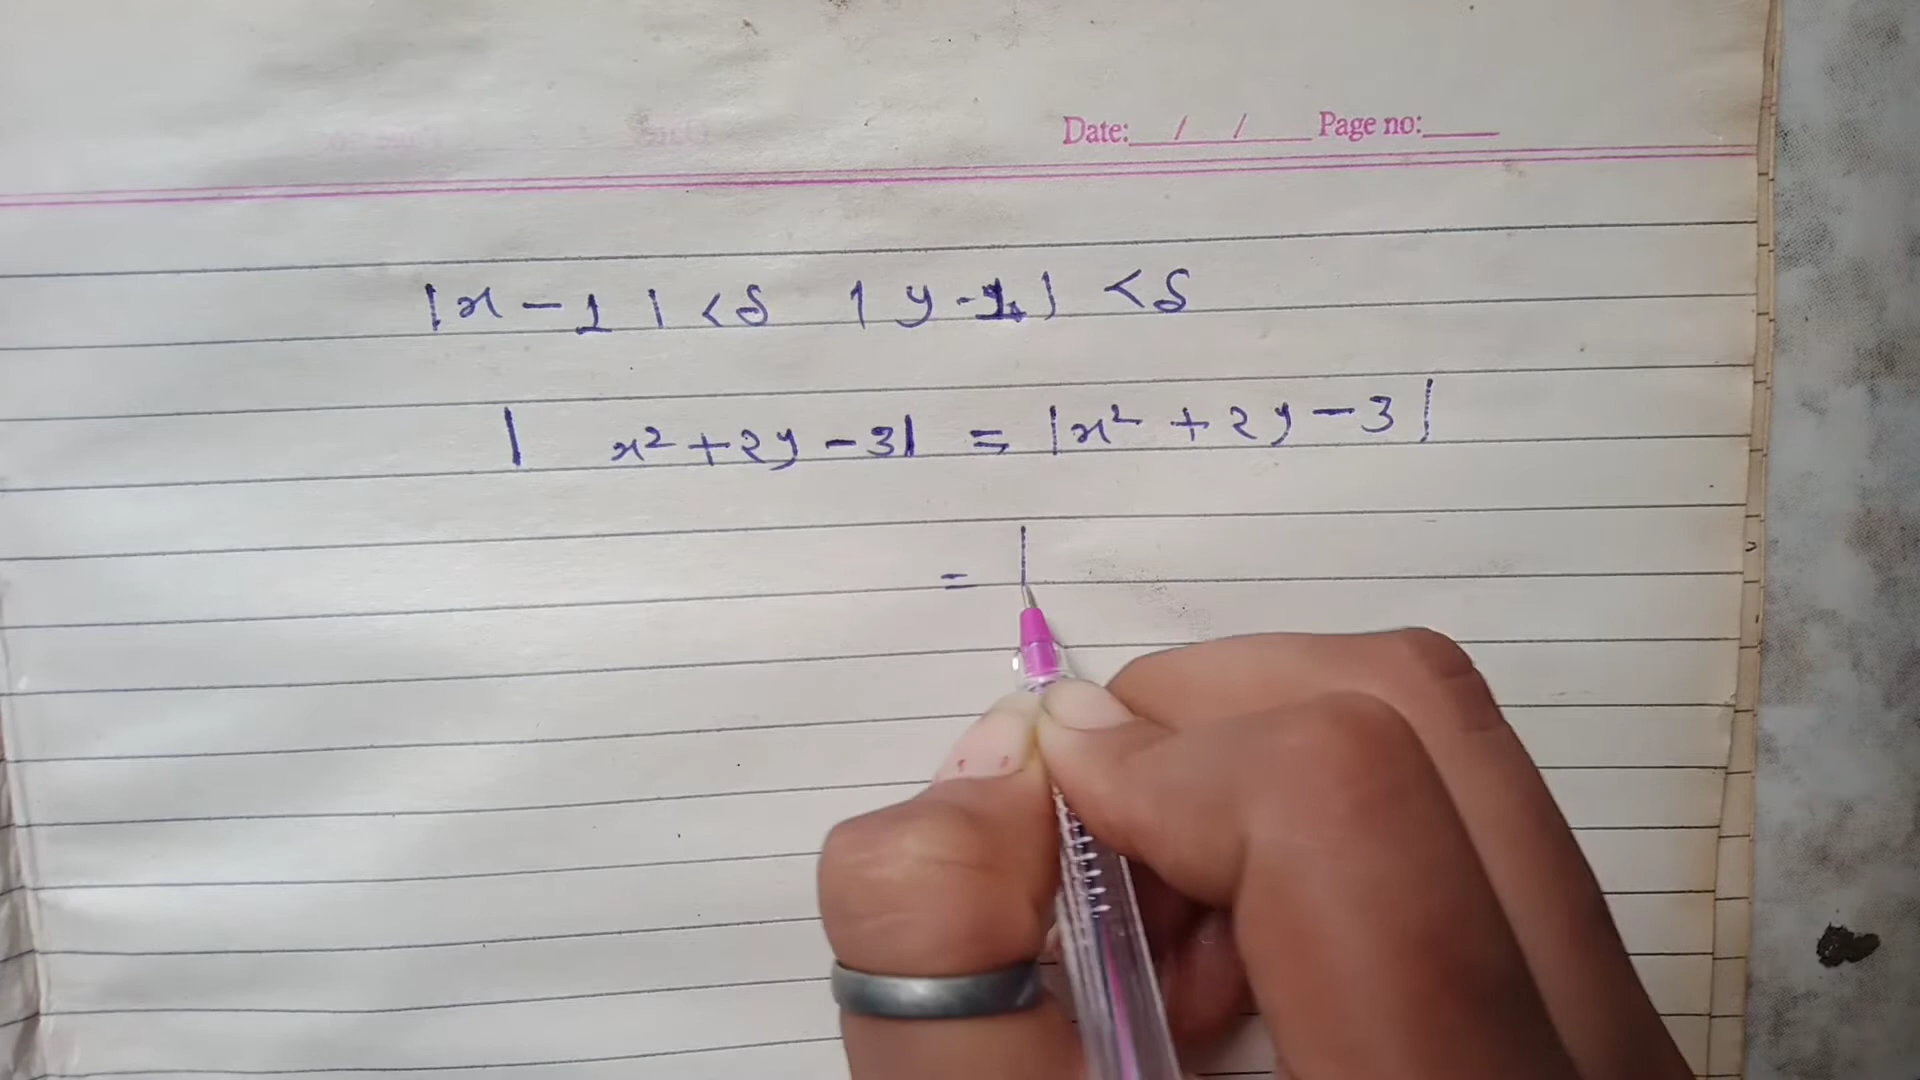 Date: / / Page no:
|x - 1| < δ |y - 1| < δ
| x² + 2y - 3| = |x² + 2y - 3|
= |